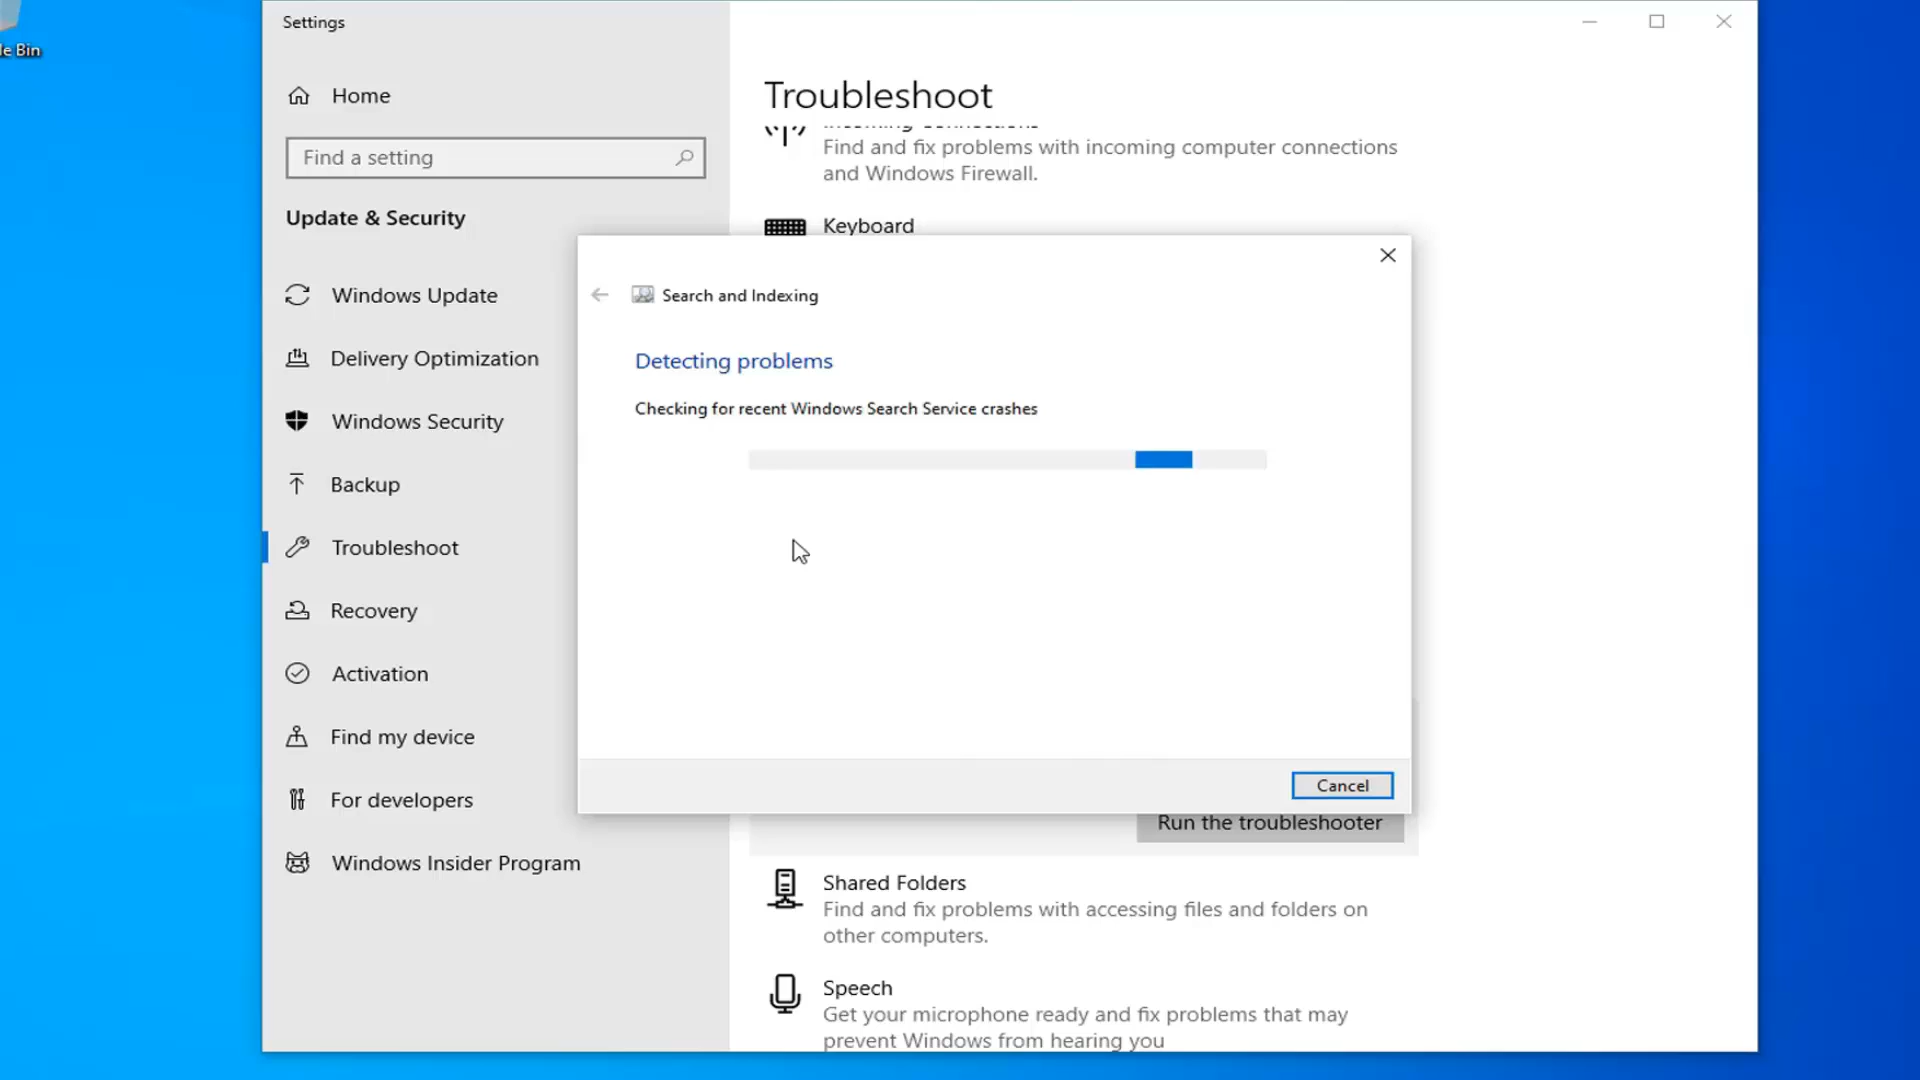 le Bin
Settings
Home
Find a setting
Update & Security
Windows Update
Delivery Optimization
Windows Security
Backup
Troubleshoot
Recovery
Activation
Find my device
For developers
Windows Insider Program
Troubleshoot
Incoming Connections
Find and fix problems with incoming computer connections
and Windows Firewall.
Keyboard
Search and Indexing
Detecting problems
Checking for recent Windows Search Service crashes
Cancel
Run the troubleshooter
Shared Folders
Find and fix problems with accessing files and folders on
other computers.
Speech
Get your microphone ready and fix problems that may
prevent Windows from hearing you